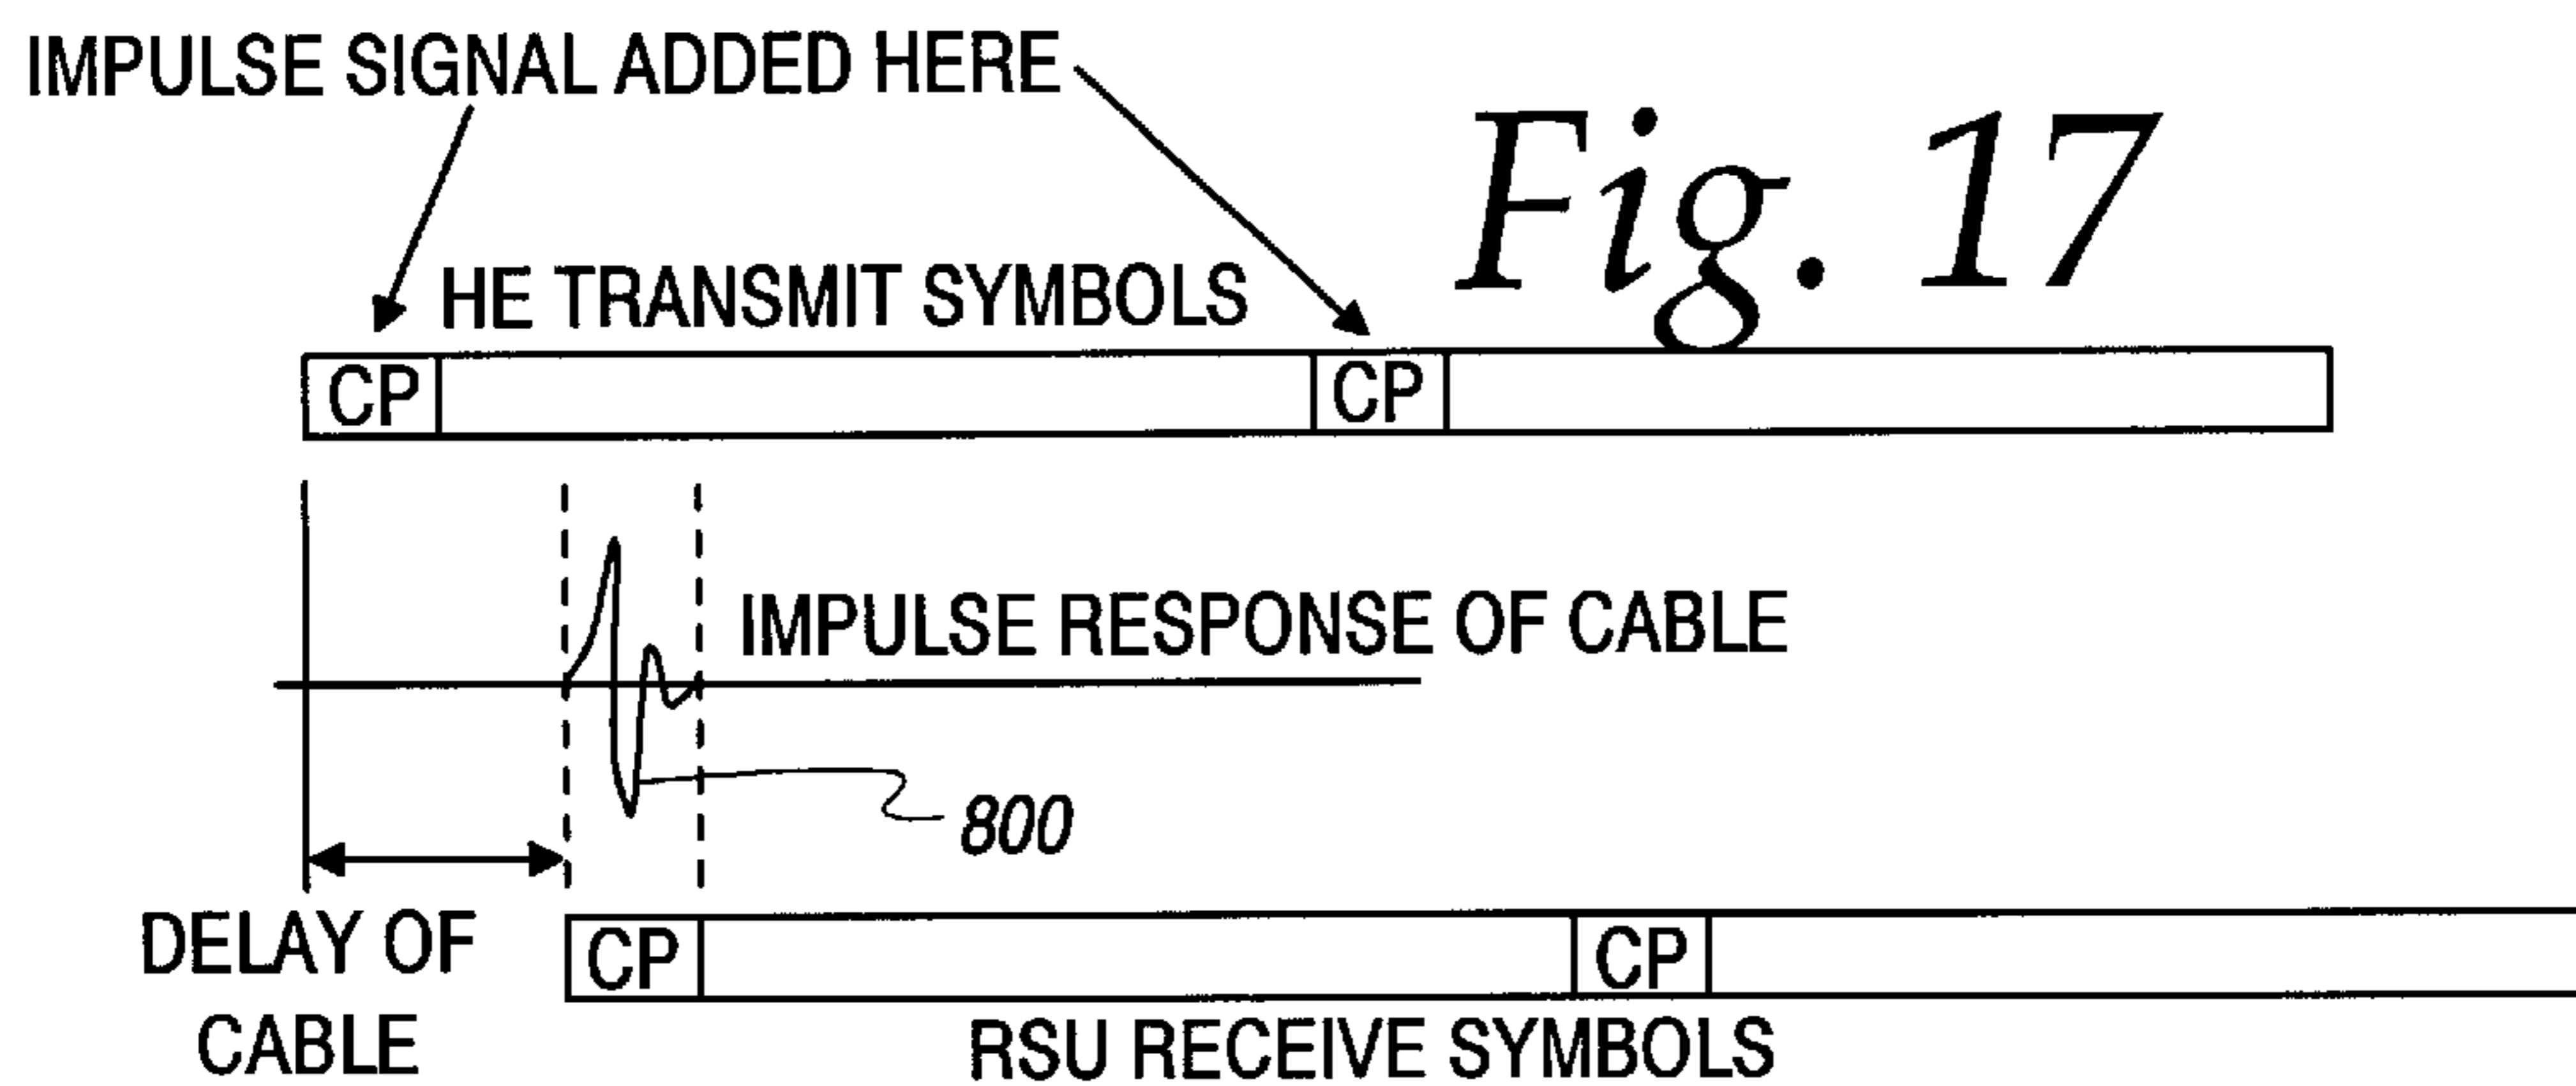 IMPULSE SIGNAL ADDED HERE
Fig. 17
HE TRANSMIT SYMBOLS
CP
CP
IMPULSE RESPONSE OF CABLE
800
DELAY OF
CABLE
CP
CP
RSU RECEIVE SYMBOLS